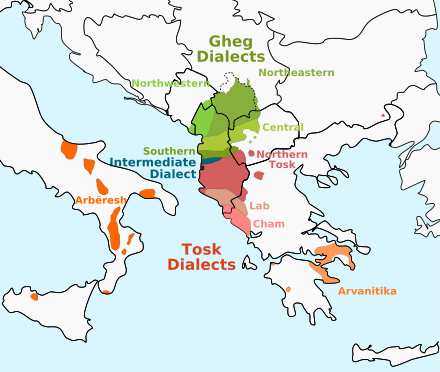 Gheg
Dialects
Northwestern
Northeastern
Central
Southern
Intermediate
Dialect
Northern
Tosk
Arbëresh
Lab
Cham
Tosk
Dialects
Arvanitika